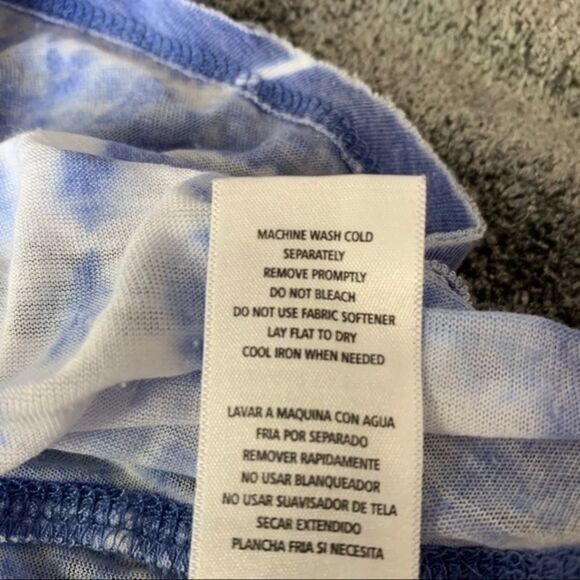 MACHINE WASH COLD
SEPARATELY
REMOVE PROMPTLY
DO NOT BLEACH
DO NOT USE FABRIC SOFTENER
LAY FLAT TO DRY
COOL IRON WHEN NEEDED
LAVAR A MAQUINA CON AGUA
FRIA POR SEPARADO
REMOVER RAPIDAMENTE
NO USAR BLANQUEADOR
NO USAR SUAVISADOR DE TELA
SECAR EXTENDIDO
PLANCHA FRIA SI NECESITA